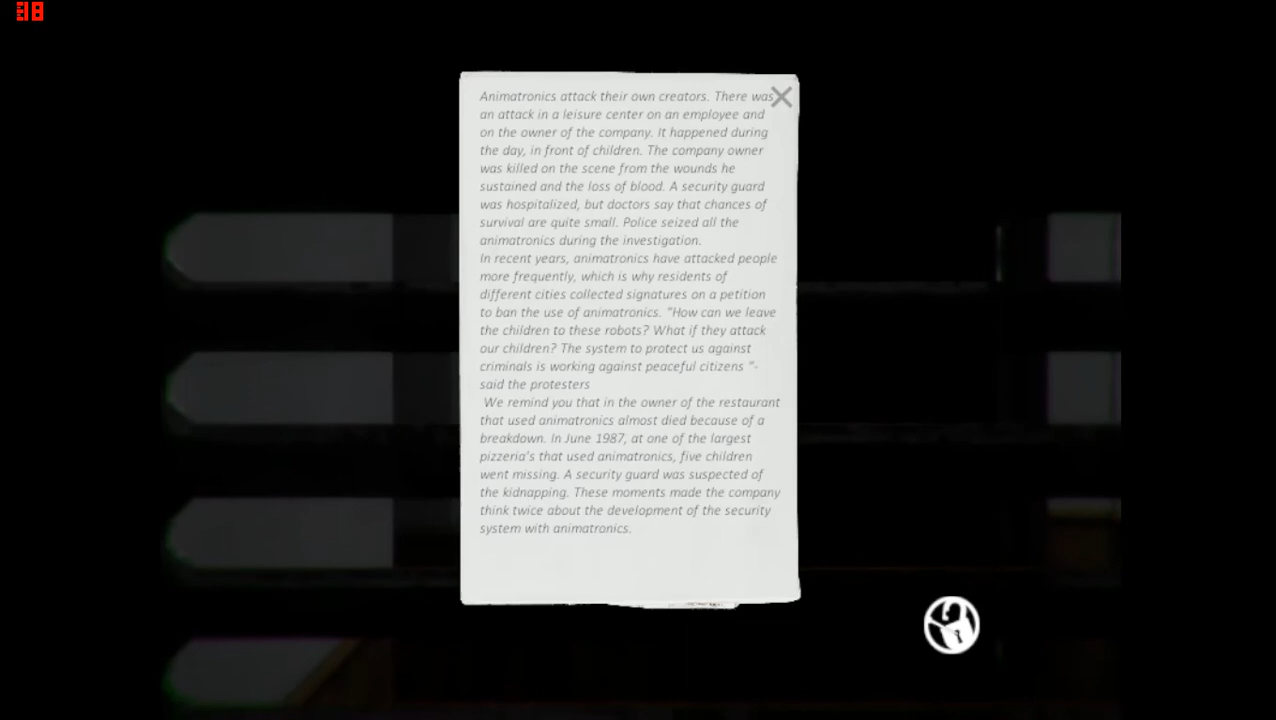 38
Animatronics attack their own creators. There was
an attack in a leisure center on an employee and
on the owner of the company. It happened during
the day, in front of children. The company owner
was killed on the scene from the wounds he
sustained and the loss of blood. A security guard
was hospitalized, but doctors say that chances of
survival are quite small. Police seized all the
animatronics during the investigation.
In recent years, animatronics have attacked people
more frequently, which is why residents of
different cities collected signatures on a petition
to ban the use of animatronics. "How can we leave
the children to these robots? What if they attack
our children? The system to protect us against
criminals is working against peaceful citizens "-
said the protesters
We remind you that in the owner of the restaurant
that used animatronics almost died because of a
breakdown. In June 1987, at one of the largest
pizzeria's that used animatronics, five children
went missing. A security guard was suspected of
the kidnapping. These moments made the company
think twice about the development of the security
system with animatronics.